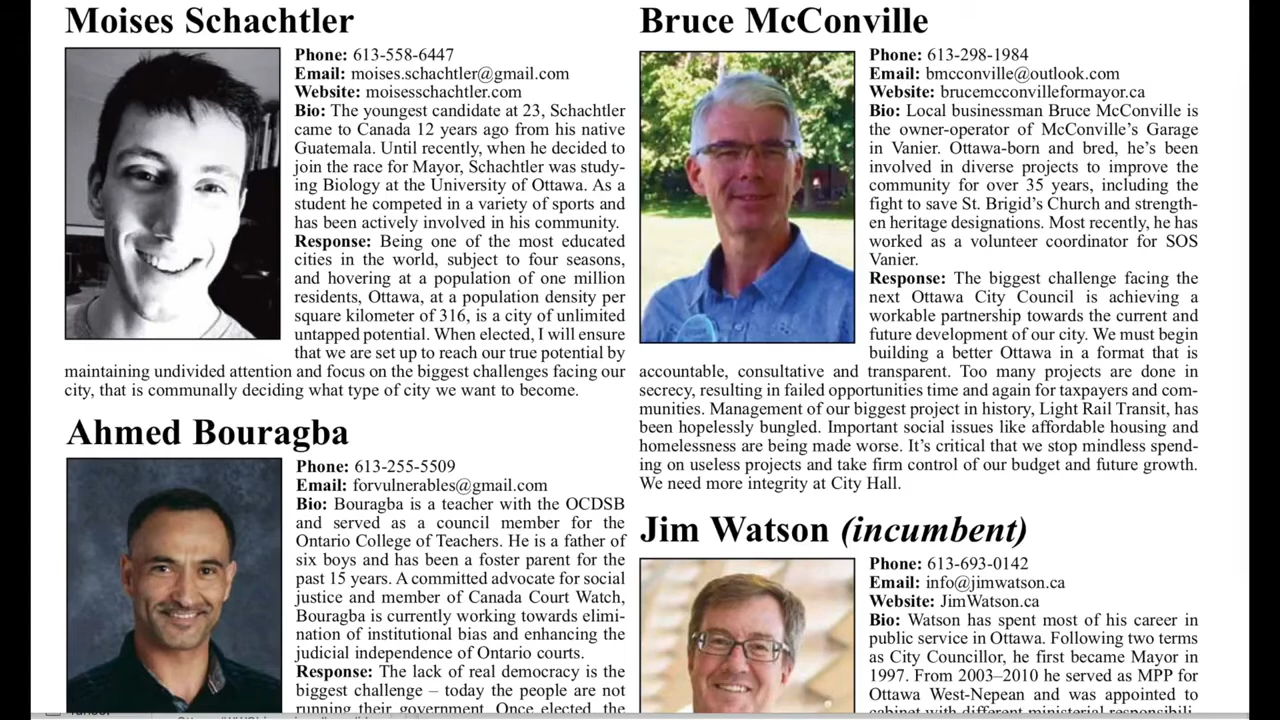 Moises Schachtler
Phone: 613-558-6447
Email: moises.schachtler@gmail.com
Website: moisesschachtler.com
Bio: The youngest candidate at 23, Schachtler
came to Canada 12 years ago from his native
Guatemala. Until recently, when he decided to
join the race for Mayor, Schachtler was study-
ing Biology at the University of Ottawa. As a
student he competed in a variety of sports and
has been actively involved in his community.
Response: Being one of the most educated
cities in the world, subject to four seasons,
and hovering at a population of one million
residents, Ottawa, at a population density per
square kilometer of 316, is a city of unlimited
untapped potential. When elected, I will ensure
that we are set up to reach our true potential by
maintaining undivided attention and focus on the biggest challenges facing our
city, that is communally deciding what type of city we want to become.
Ahmed Bouragba
Phone: 613-255-5509
Email: forvulnerables@gmail.com
Bio: Bouragba is a teacher with the OCDSB
and served as a council member for the
Ontario College of Teachers. He is a father of
six boys and has been a foster parent for the
past 15 years. A committed advocate for social
justice and member of Canada Court Watch,
Bouragba is currently working towards elimi-
nation of institutional bias and enhancing the
judicial independence of Ontario courts.
Response: The lack of real democracy is the
biggest challenge – today the people are not
running their government. Once elected, the
Bruce McConville
Phone: 613-298-1984
Email: bmcconville@outlook.com
Website: brucemcconvilleformayor.ca
Bio: Local businessman Bruce McConville is
the owner-operator of McConville's Garage
in Vanier. Ottawa-born and bred, he's been
involved in diverse projects to improve the
community for over 35 years, including the
fight to save St. Brigid's Church and strength-
en heritage designations. Most recently, he has
worked as a volunteer coordinator for SOS
Vanier.
Response: The biggest challenge facing the
next Ottawa City Council is achieving a
workable partnership towards the current and
future development of our city. We must begin
building a better Ottawa in a format that is
accountable, consultative and transparent. Too many projects are done in
secrecy, resulting in failed opportunities time and again for taxpayers and com-
munities. Management of our biggest project in history, Light Rail Transit, has
been hopelessly bungled. Important social issues like affordable housing and
homelessness are being made worse. It's critical that we stop mindless spend-
ing on useless projects and take firm control of our budget and future growth.
We need more integrity at City Hall.
Jim Watson (incumbent)
Phone: 613-693-0142
Email: info@jimwatson.ca
Website: JimWatson.ca
Bio: Watson has spent most of his career in
public service in Ottawa. Following two terms
as City Councillor, he first became Mayor in
1997. From 2003–2010 he served as MPP for
Ottawa West-Nepean and was appointed to
cabinet with different ministerial responsibili-